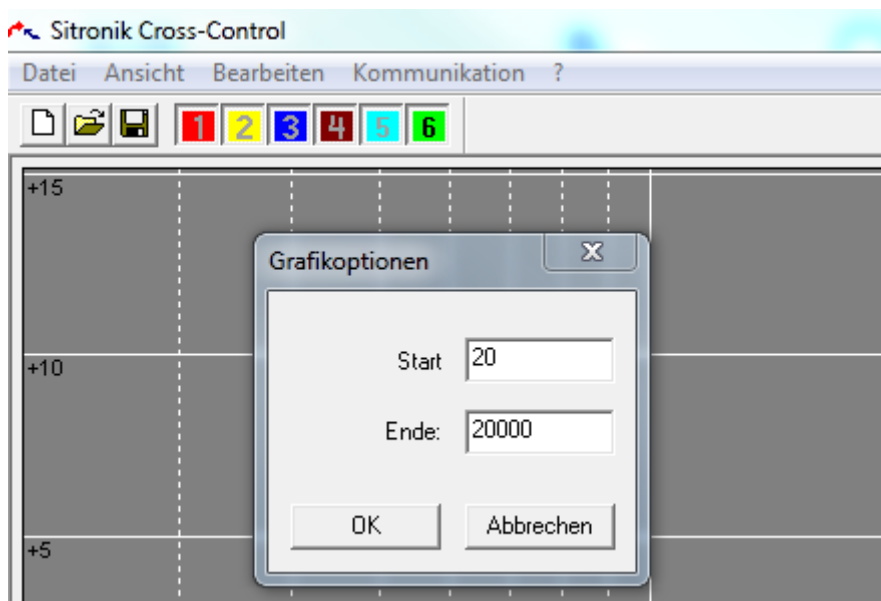 Sitronik Cross-Control
Datei Ansicht Bearbeiten Kommunikation ?
1 2 3 4 5 6
+15
Grafikoptionen
+10
Start 20
Ende: 20000
OK Abbrechen
+5